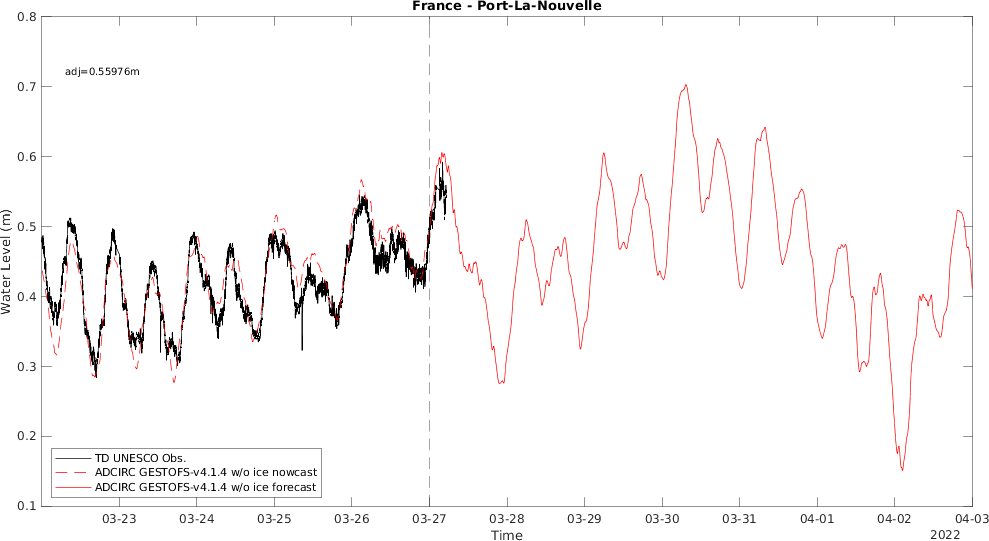 France - Port-La-Nouvelle
0.8
0.7
0.6
0.5
0.4
0.3
0.2
0.1
Water Level (m)
adj=0.55976m
TD UNESCO Obs.
ADCIRC GESTOFS-v4.1.4 w/o ice nowcast
ADCIRC GESTOFS-v4.1.4 w/o ice forecast
03-23 03-24 03-25 03-26 03-27 03-28 03-29 03-30 03-31 04-01 04-02 04-03
Time
2022